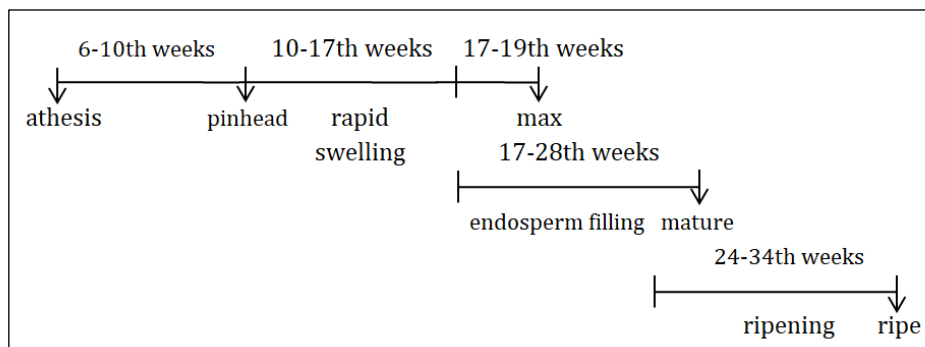 6-10th weeks 10-17th weeks 17-19th weeks
athesis pinhead rapid max
swelling 17-28th weeks
endosperm filling mature
24-34th weeks
ripening ripe